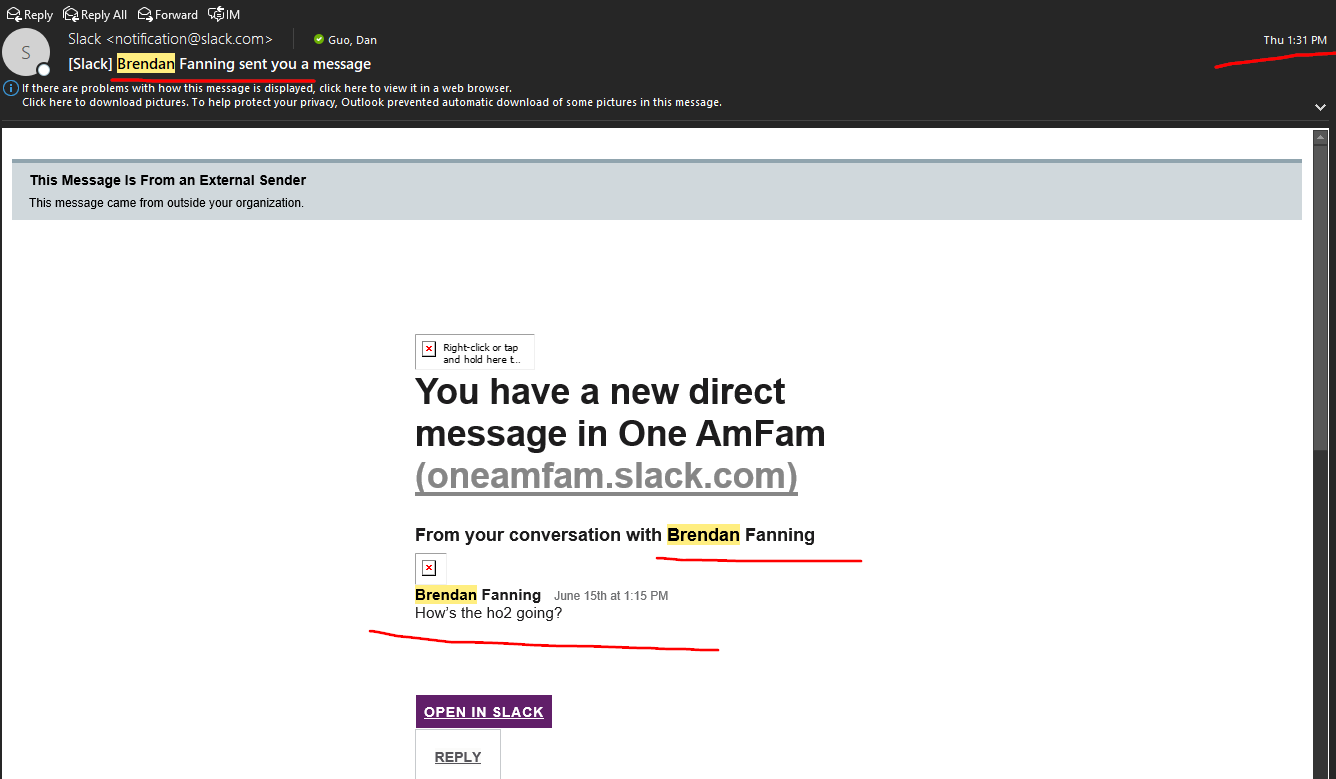 Reply Reply All Forward IM
S
Slack <notification@slack.com> Guo, Dan
Thu 1:31 PM
[Slack] Brendan Fanning sent you a message
If there are problems with how this message is displayed, click here to view it in a web browser.
Click here to download pictures. To help protect your privacy, Outlook prevented automatic download of some pictures in this message.
This Message Is From an External Sender
This message came from outside your organization.
Right-click or tap
and hold here t...
You have a new direct
message in One AmFam
(oneamfam.slack.com)
From your conversation with Brendan Fanning
Brendan Fanning June 15th at 1:15 PM
How's the ho2 going?
OPEN IN SLACK
REPLY